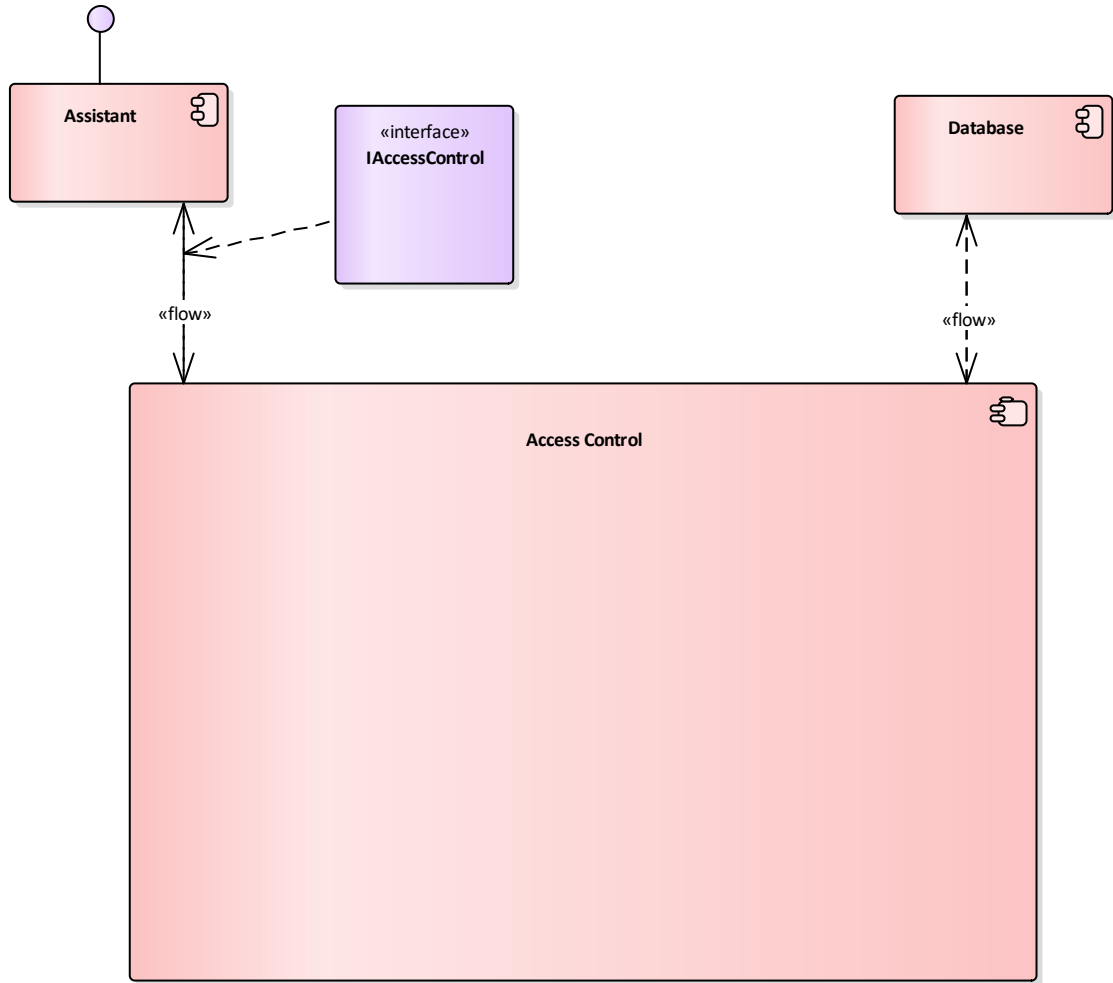 Assistant
«interface»
IAccessControl
Database
«flow»
«flow»
Access Control